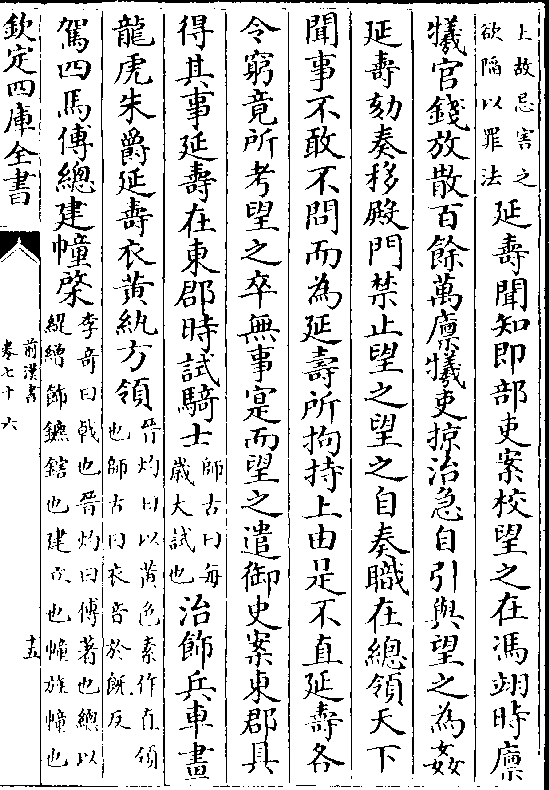 上故忌害之
欲陷以罪法
延壽聞知即部吏案校望之在馮翊時廩
犧官錢放散百餘萬廩犧吏掠治急自引與望之為姦
延壽劾奏移殿門禁止望之望之自奏職在總領天下
聞事不敢不問而為延壽所拘持上由是不直延壽各
令窮竟所考望之卒無事寔而望之遣御史案東郡具
得其事延壽在東郡時試騎士
師古曰每
歲大試也
治飾兵車畫
龍虎朱爵延壽衣黃紈方領
晉灼曰以黃色素作直領
也師古曰衣音於既反
駕四馬傅總建幢棨
李奇曰戟也晉灼曰傅著也總以
緹繒飾鑣鎋也建立也幢旌幢也
欽定四庫全書
前漢書
卷七十六
十五